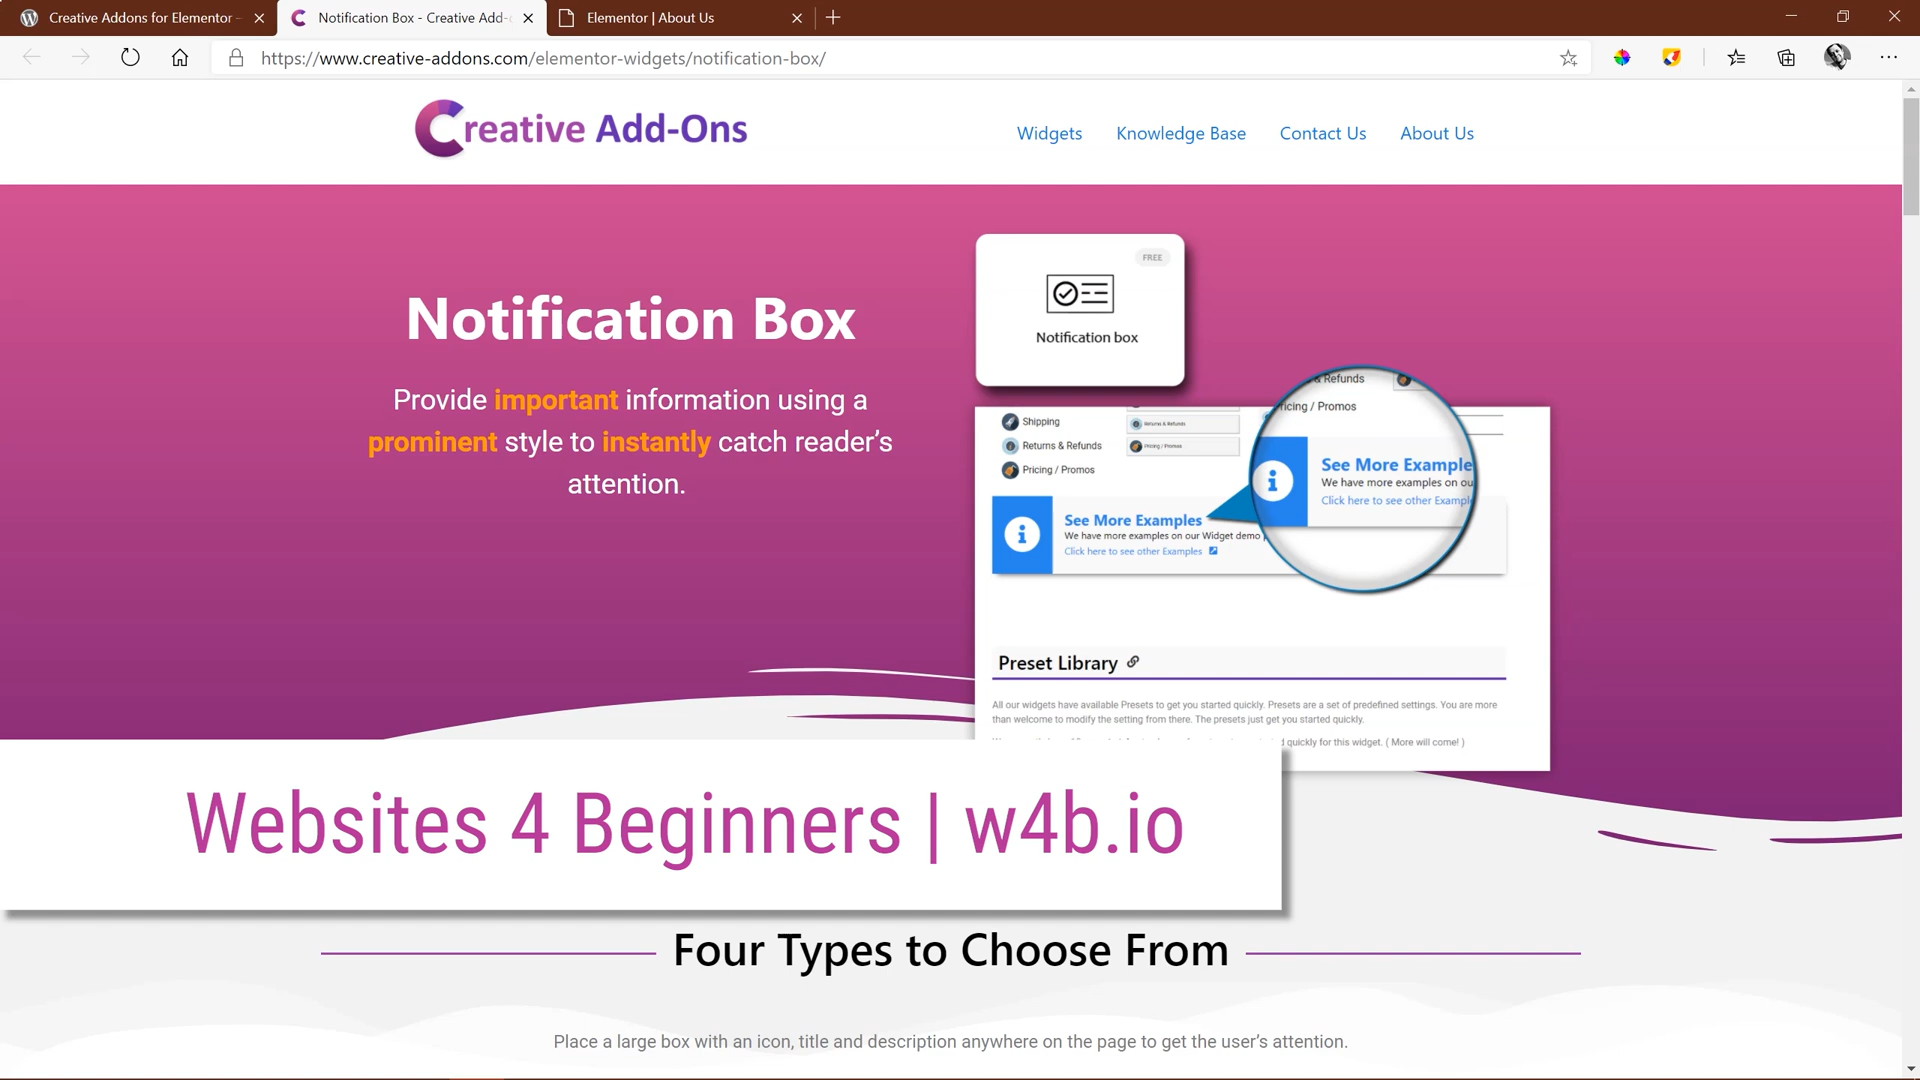 Creative Addons for Elementor –
Notification Box - Creative Add-
Elementor | About Us
https://www.creative-addons.com/elementor-widgets/notification-box/
Creative Add-Ons
Widgets
Knowledge Base
Contact Us
About Us
FREE
Notification box
Notification Box
Provide important information using a
prominent style to instantly catch reader’s
attention.
Shipping
Returns & Refunds
Pricing / Promos
Returns & Refunds
Pricing / Promos
& Refunds
ricing / Promos
See More Example
We have more examples on ou
Click here to see other Exampl
See More Examples
We have more examples on our Widget demo p
Click here to see other Examples
Preset Library
All our widgets have available Presets to get you started quickly. Presets are a set of predefined settings. You are more
than welcome to modify the setting from there. The presets just get you started quickly.
quickly for this widget. ( More will come! )
Websites 4 Beginners | w4b.io
Four Types to Choose From
Place a large box with an icon, title and description anywhere on the page to get the user’s attention.